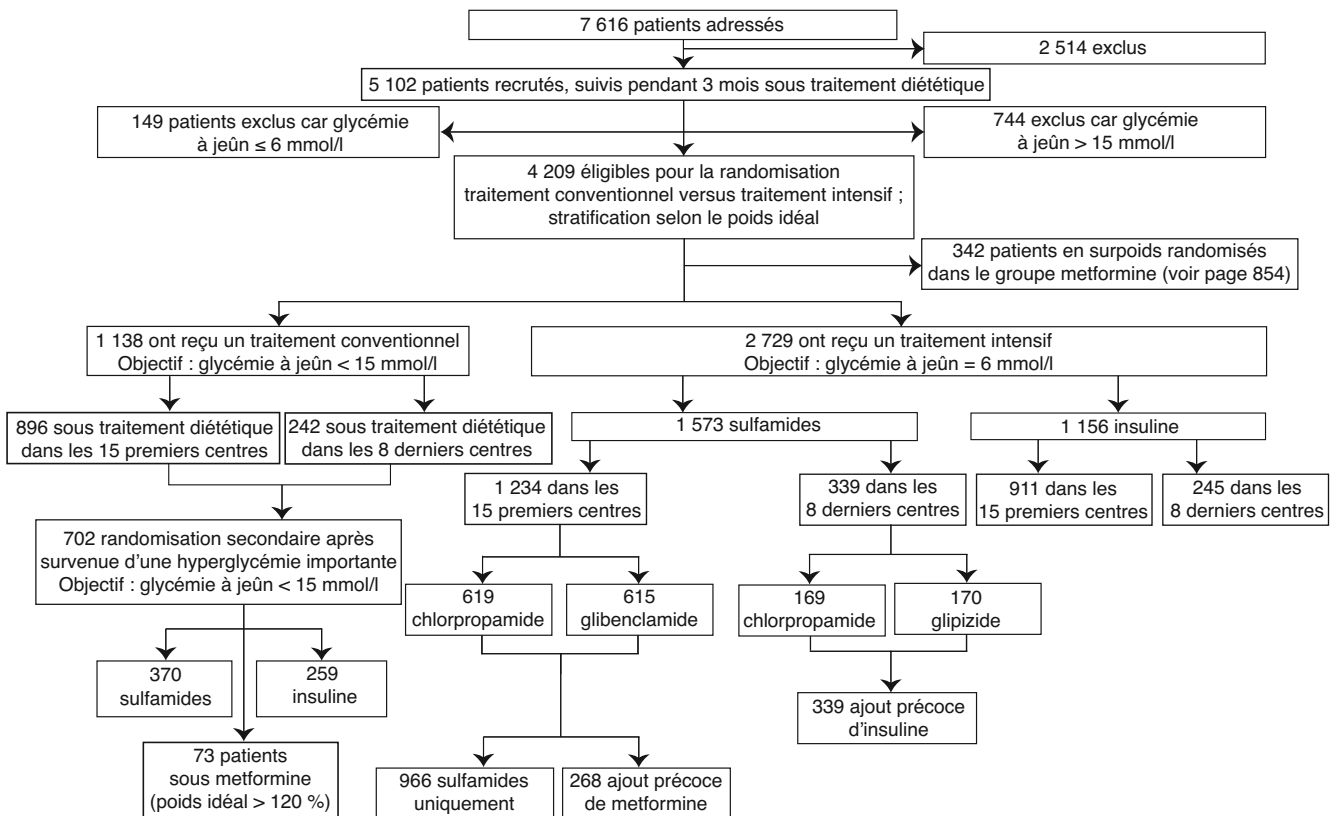 7 616 patients adressés
2 514 exclus
5 102 patients recrutés, suivis pendant 3 mois sous traitement diététique
149 patients exclus car glycémie
à jeûn ≤ 6 mmol/l
744 exclus car glycémie
à jeûn > 15 mmol/l
4 209 éligibles pour la randomisation
traitement conventionnel versus traitement intensif ;
stratification selon le poids idéal
342 patients en surpoids randomisés
dans le groupe metformine (voir page 854)
1 138 ont reçu un traitement conventionnel
Objectif : glycémie à jeûn < 15 mmol/l
2 729 ont reçu un traitement intensif
Objectif : glycémie à jeûn = 6 mmol/l
896 sous traitement diététique
dans les 15 premiers centres
242 sous traitement diététique
dans les 8 derniers centres
1 573 sulfamides
1 156 insuline
1 234 dans les
15 premiers centres
339 dans les
8 derniers centres
911 dans les
15 premiers centres
245 dans les
8 derniers centres
702 randomisation secondaire après
survenue d'une hyperglycémie importante
Objectif : glycémie à jeûn < 15 mmol/l
619
chlorpropamide
615
glibenclamide
169
chlorpropamide
170
glipizide
370
sulfamides
259
insuline
339 ajout précoce
d'insuline
73 patients
sous metformine
(poids idéal > 120 %)
966 sulfamides
uniquement
268 ajout précoce
de metformine